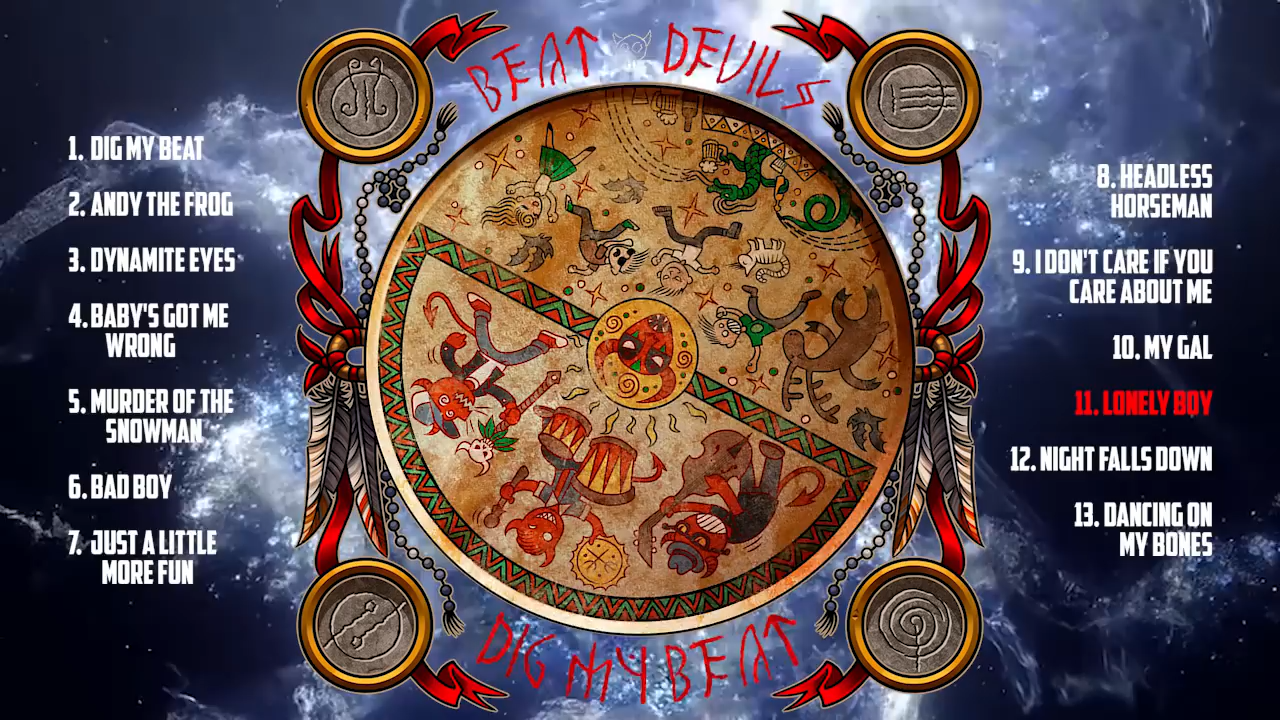 BEAT DEVILS
1. DIG MY BEAT
2. ANDY THE FROG
3. DYNAMITE EYES
4. BABY'S GOT ME
WRONG
5. MURDER OF THE
SNOWMAN
6. BAD BOY
7. JUST A LITTLE
MORE FUN
8. HEADLESS
HORSEMAN
9. I DON'T CARE IF YOU
CARE ABOUT ME
10. MY GAL
11. LONELY BOY
12. NIGHT FALLS DOWN
13. DANCING ON
MY BONES
DIG MY BEAT